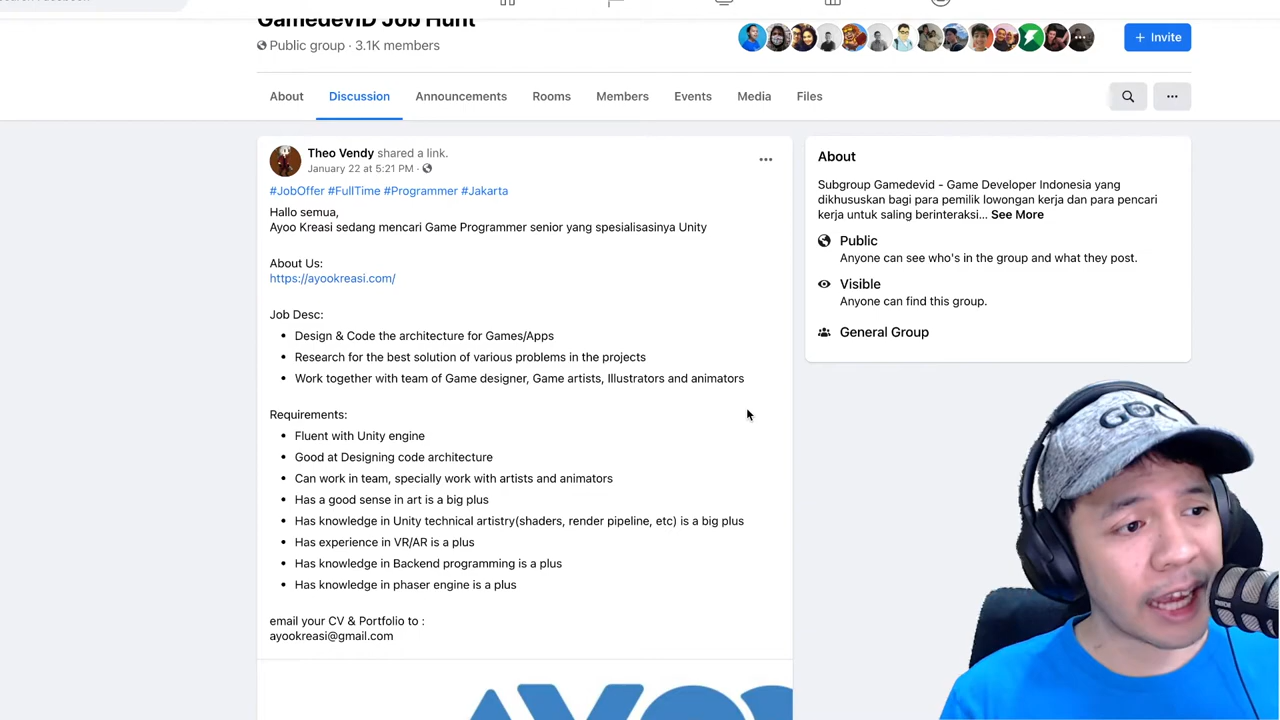 GamedevID Job Hunt
Public group · 3.1K members
+ Invite
About
Discussion
Announcements
Rooms
Members
Events
Media
Files
Theo Vendy shared a link.
January 22 at 5:21 PM ·
#JobOffer #FullTime #Programmer #Jakarta
Hallo semua,
Ayoo Kreasi sedang mencari Game Programmer senior yang spesialisasinya Unity
About Us:
https://ayookreasi.com/
Job Desc:
• Design & Code the architecture for Games/Apps
• Research for the best solution of various problems in the projects
• Work together with team of Game designer, Game artists, Illustrators and animators
Requirements:
• Fluent with Unity engine
• Good at Designing code architecture
• Can work in team, specially work with artists and animators
• Has a good sense in art is a big plus
• Has knowledge in Unity technical artistry(shaders, render pipeline, etc) is a big plus
• Has experience in VR/AR is a plus
• Has knowledge in Backend programming is a plus
• Has knowledge in phaser engine is a plus
email your CV & Portfolio to :
ayookreasi@gmail.com
About
Subgroup Gamedevid - Game Developer Indonesia yang
dikhususkan bagi para pemilik lowongan kerja dan para pencari
kerja untuk saling berinteraksi... See More
Public
Anyone can see who's in the group and what they post.
Visible
Anyone can find this group.
General Group
GDC